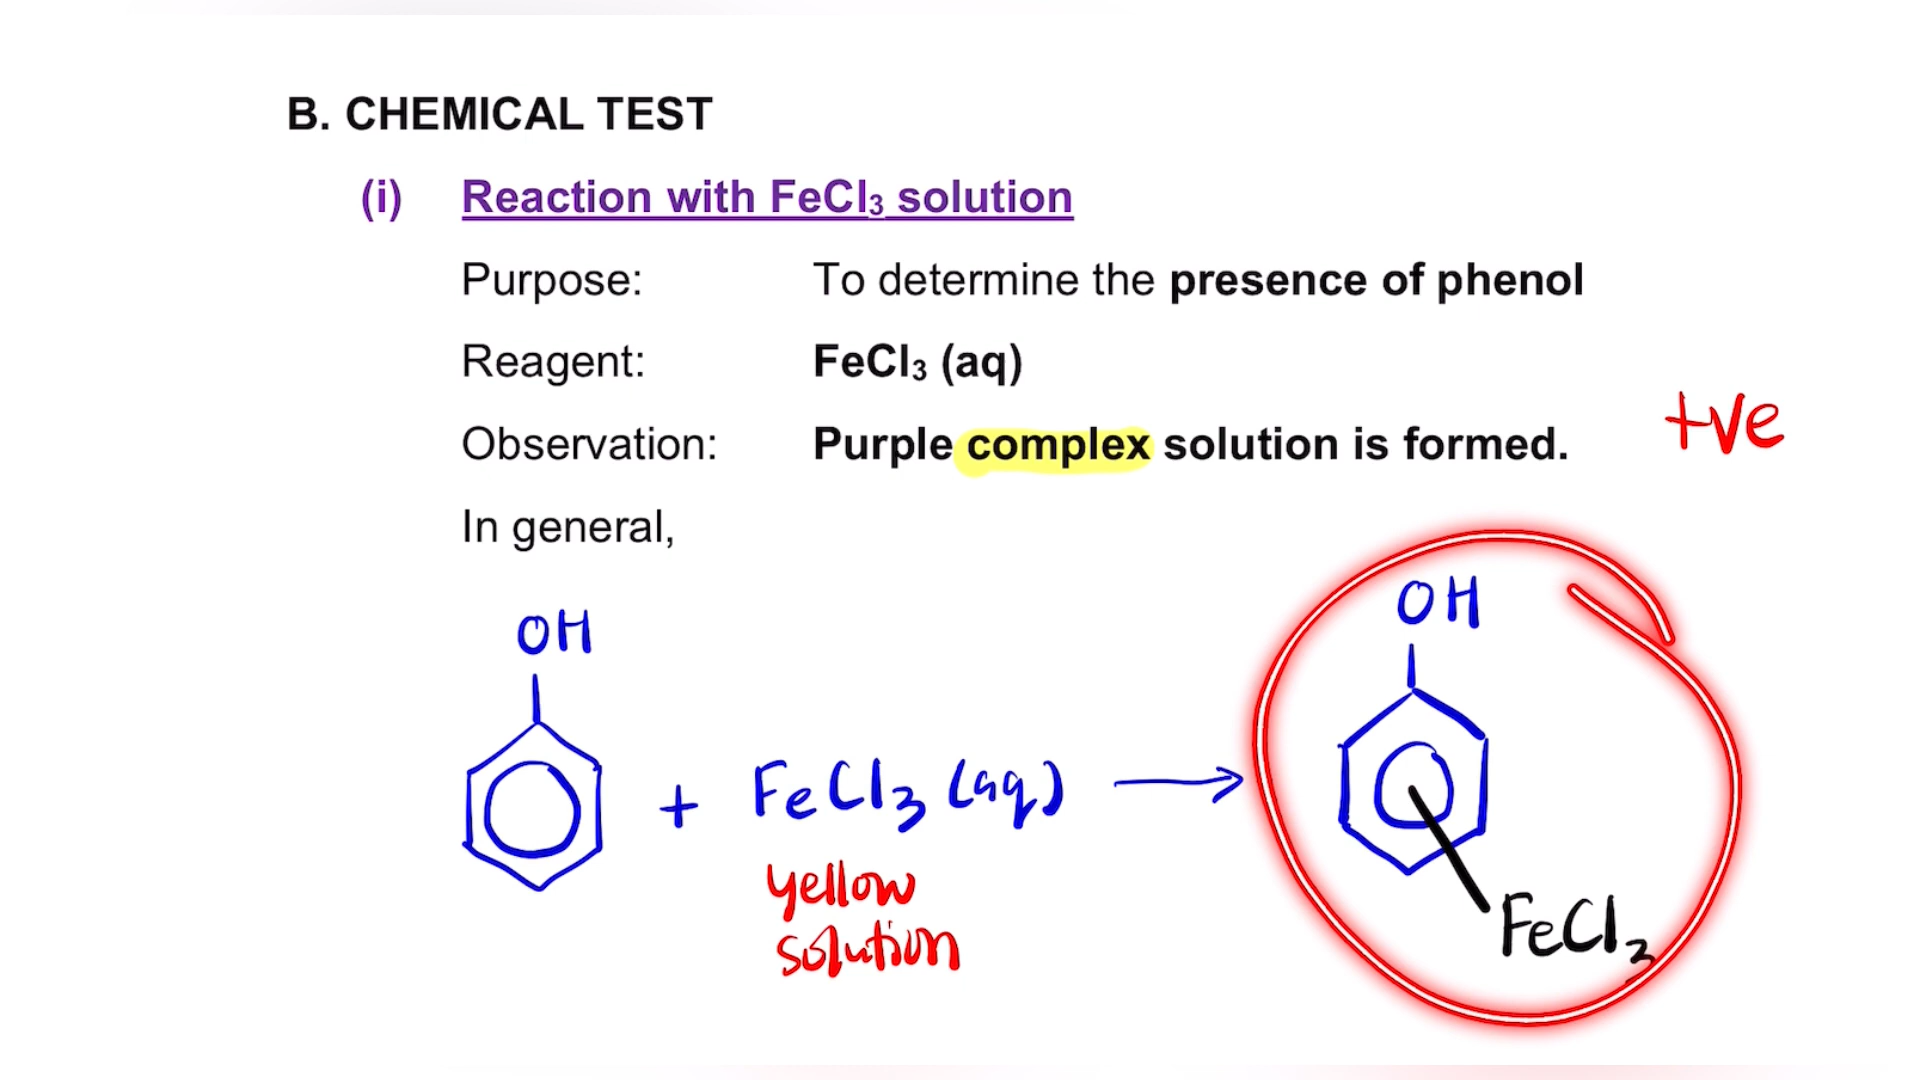 B. CHEMICAL TEST
(i) Reaction with FeCl₃ solution
Purpose: To determine the presence of phenol
Reagent: FeCl₃ (aq)
Observation: Purple complex solution is formed.
+ve
In general,
OH
OH
+ FeCl₃ (aq) →
yellow
solution
FeCl₃